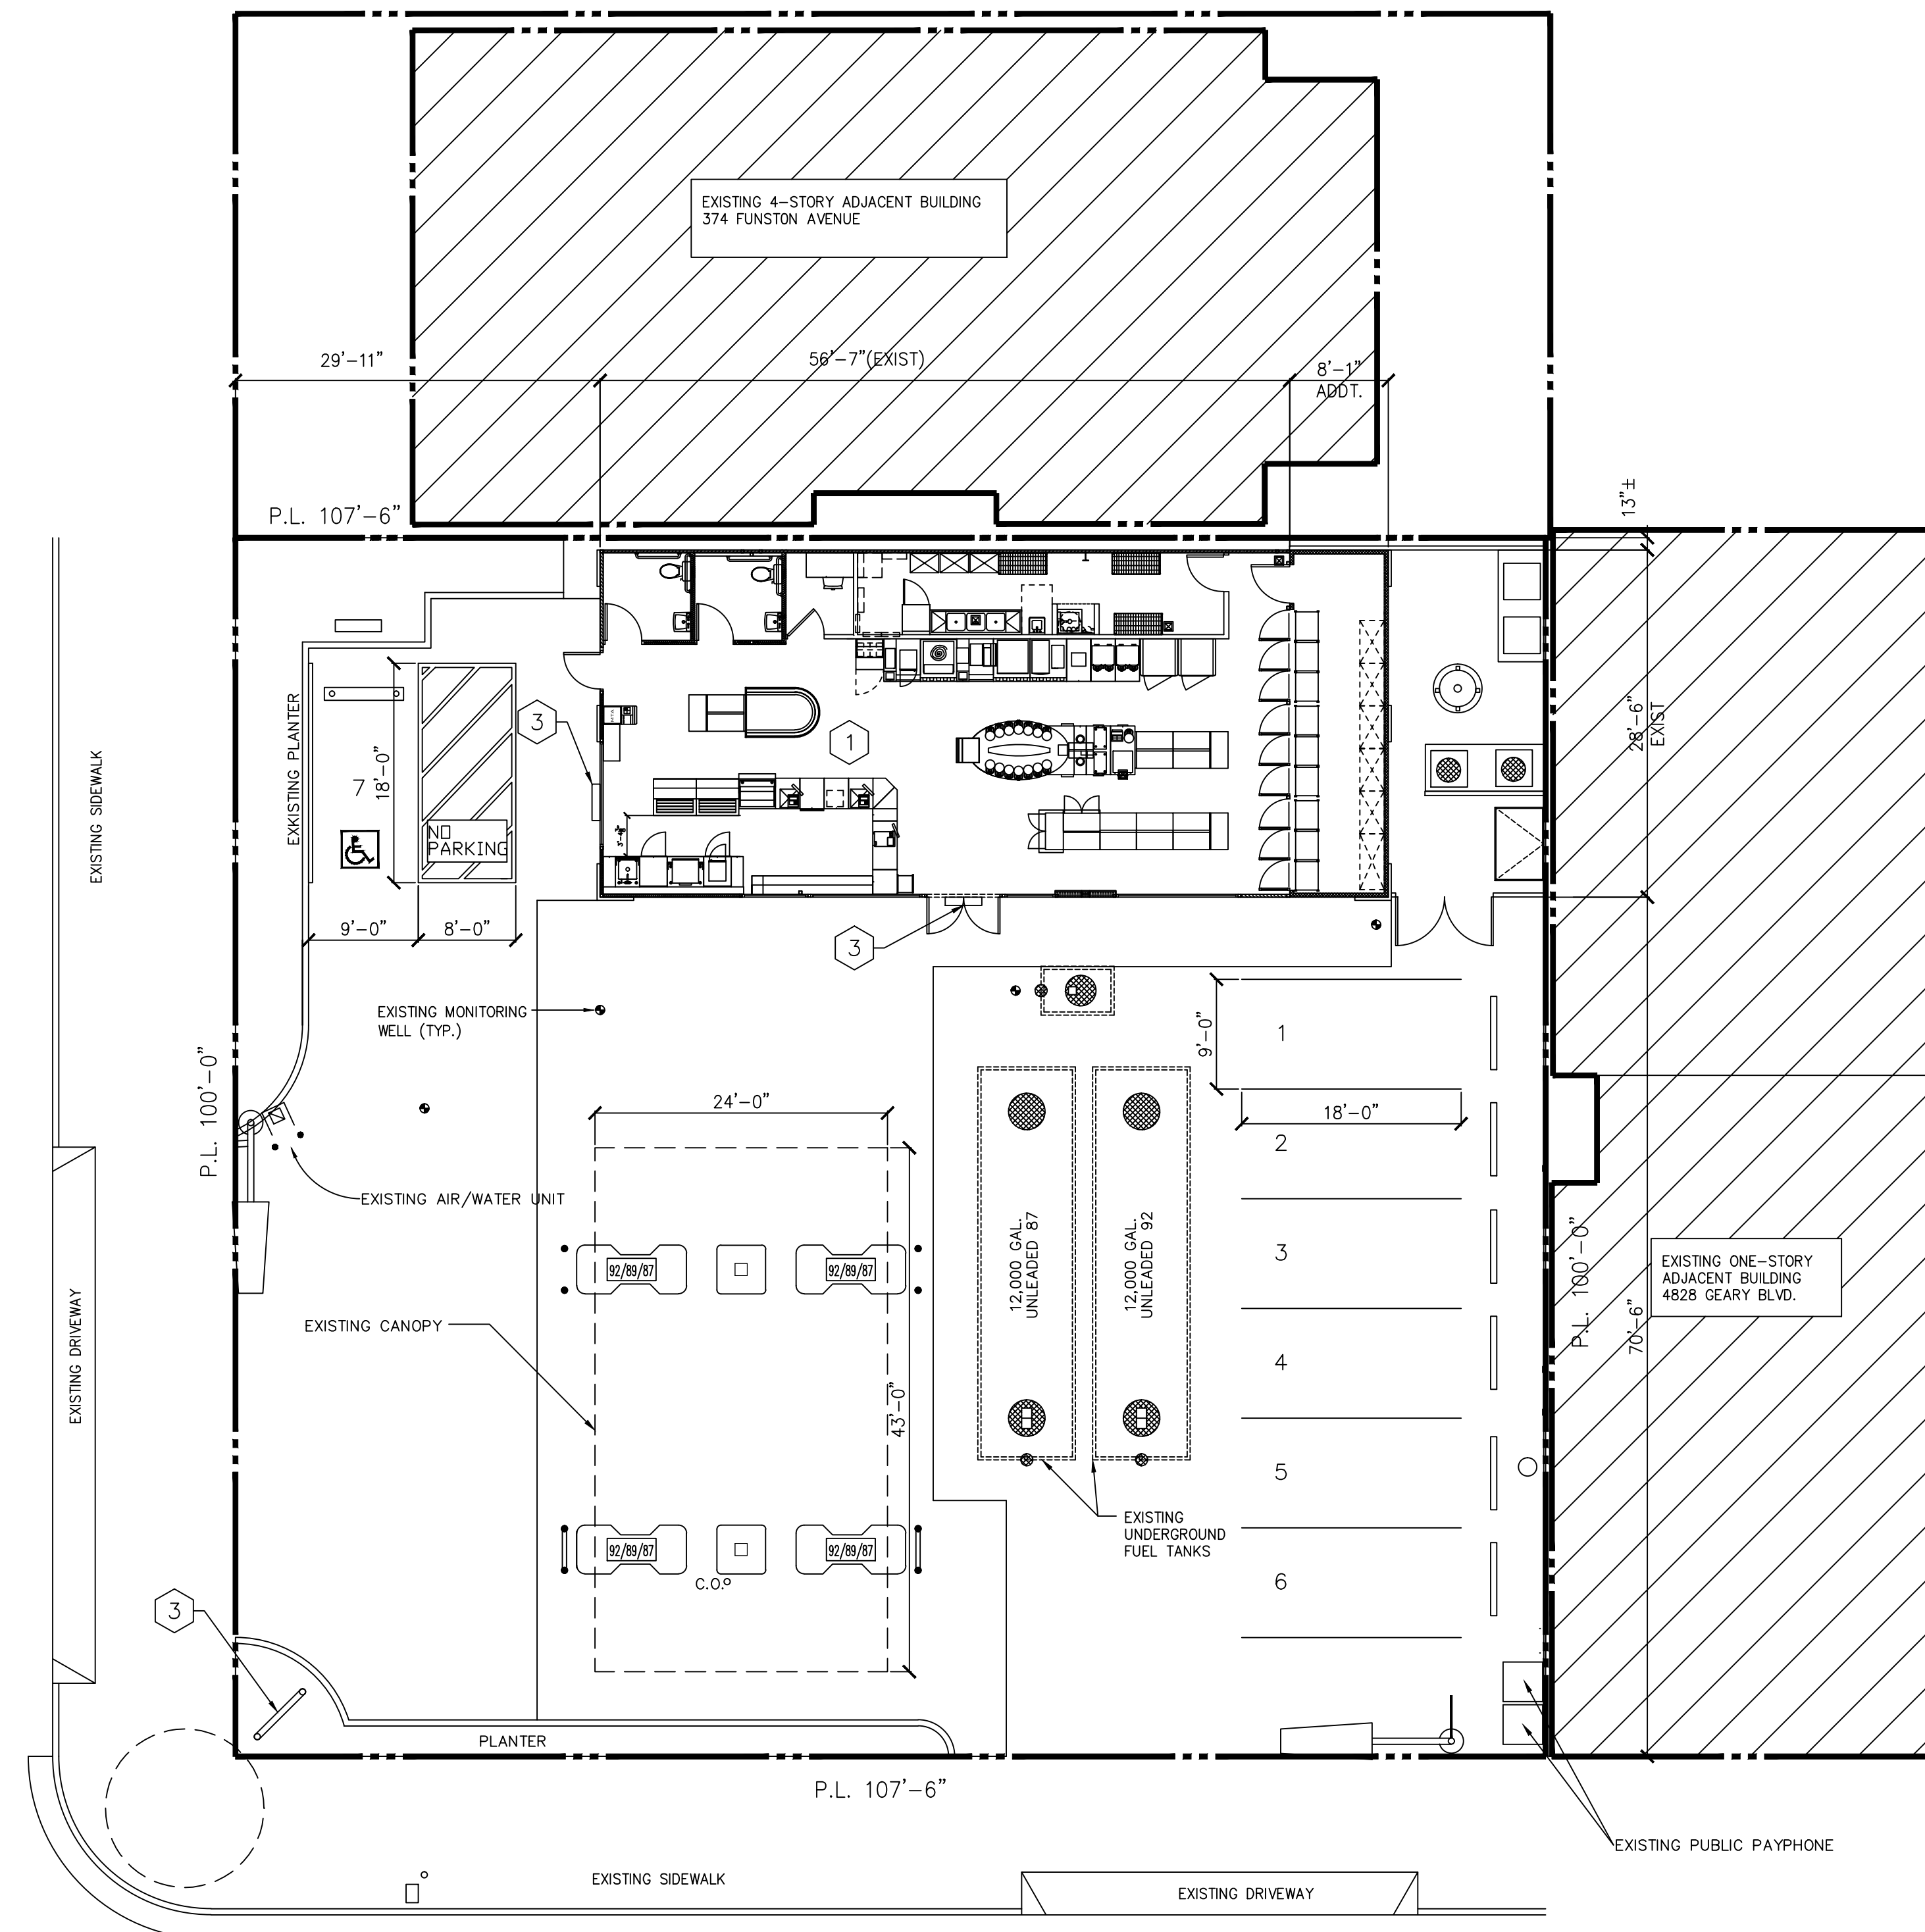 EXISTING 4-STORY ADJACENT BUILDING
374 FUNSTON AVENUE
29'-11"
56'-7"(EXIST)
8'-1"
ADDT.
P.L. 107'-6"
13"±
28'-6"
EXIST
EXISTING SIDEWALK
EXKISTING PLANTER
7
18'-0"
NO
PARKING
3
1
9'-0"
8'-0"
3
EXISTING MONITORING
WELL (TYP.)
P.L. 100'-0"
EXISTING AIR/WATER UNIT
24'-0"
43'-0"
92/89/87
92/89/87
EXISTING CANOPY
92/89/87
92/89/87
C.O.
12,000 GAL.
UNLEADED 87
12,000 GAL.
UNLEADED 92
EXISTING
UNDERGROUND
FUEL TANKS
9'-0"
18'-0"
1
2
3
4
5
6
P.L. 100'-0"
70'-6"
EXISTING ONE-STORY
ADJACENT BUILDING
4828 GEARY BLVD.
EXISTING DRIVEWAY
3
PLANTER
P.L. 107'-6"
EXISTING PUBLIC PAYPHONE
EXISTING SIDEWALK
EXISTING DRIVEWAY